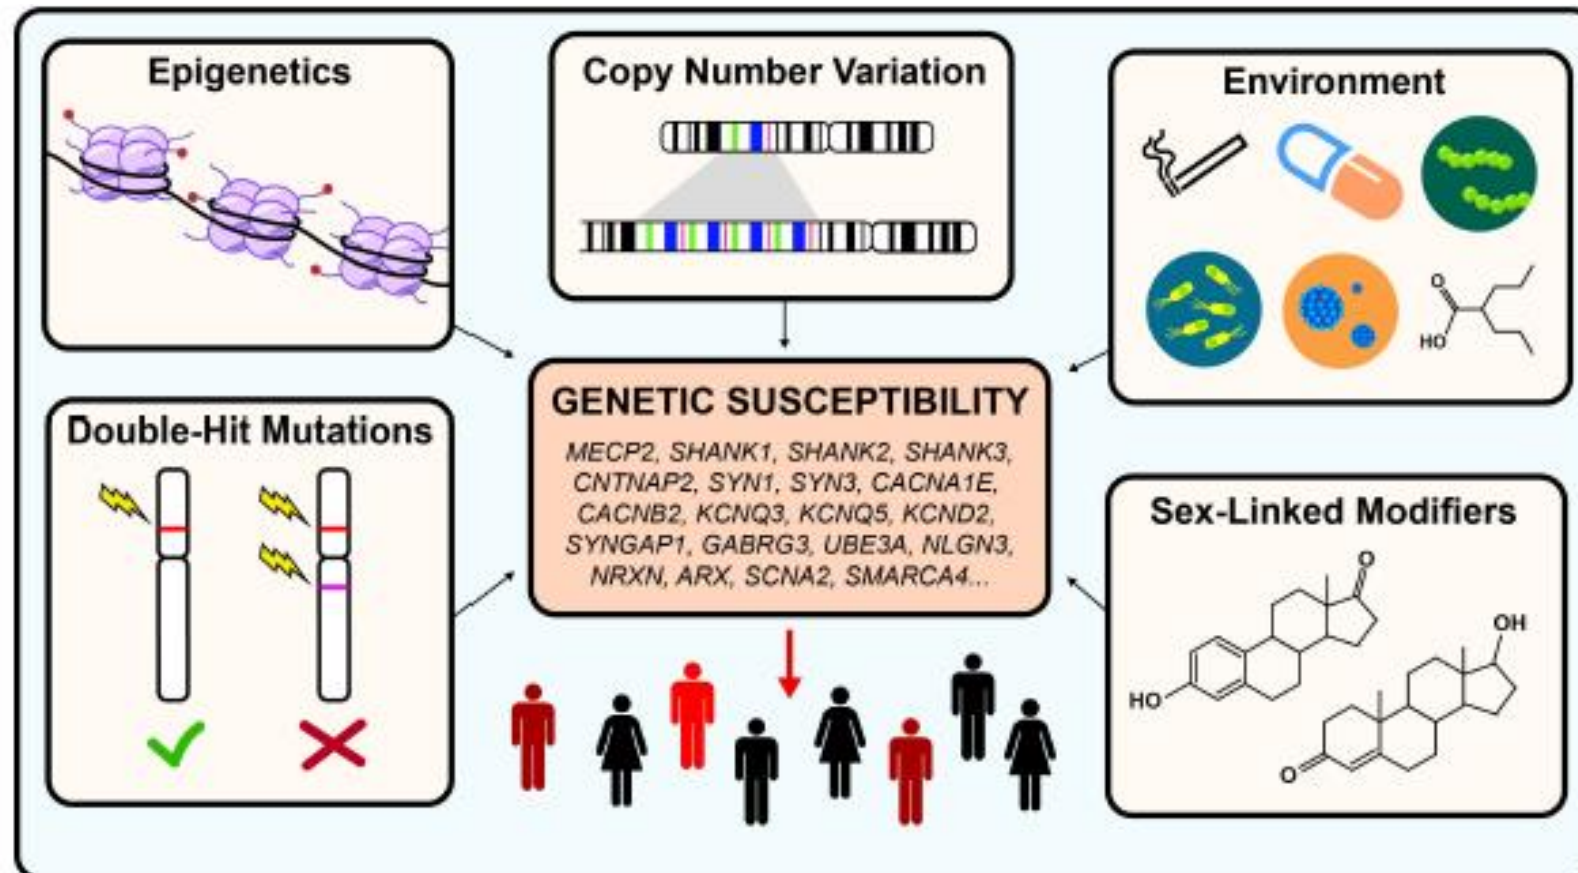 Epigenetics
Copy Number Variation
Environment
O
HO
Double-Hit Mutations
GENETIC SUSCEPTIBILITY
MECP2, SHANK1, SHANK2, SHANK3,
CNTNAP2, SYN1, SYN3, CACNA1E,
CACNB2, KCNQ3, KCNQ5, KCND2,
SYNGAP1, GABRG3, UBE3A, NLGN3,
NRXN, ARX, SCNA2, SMARCA4...
Sex-Linked Modifiers
O
HO
OH
O